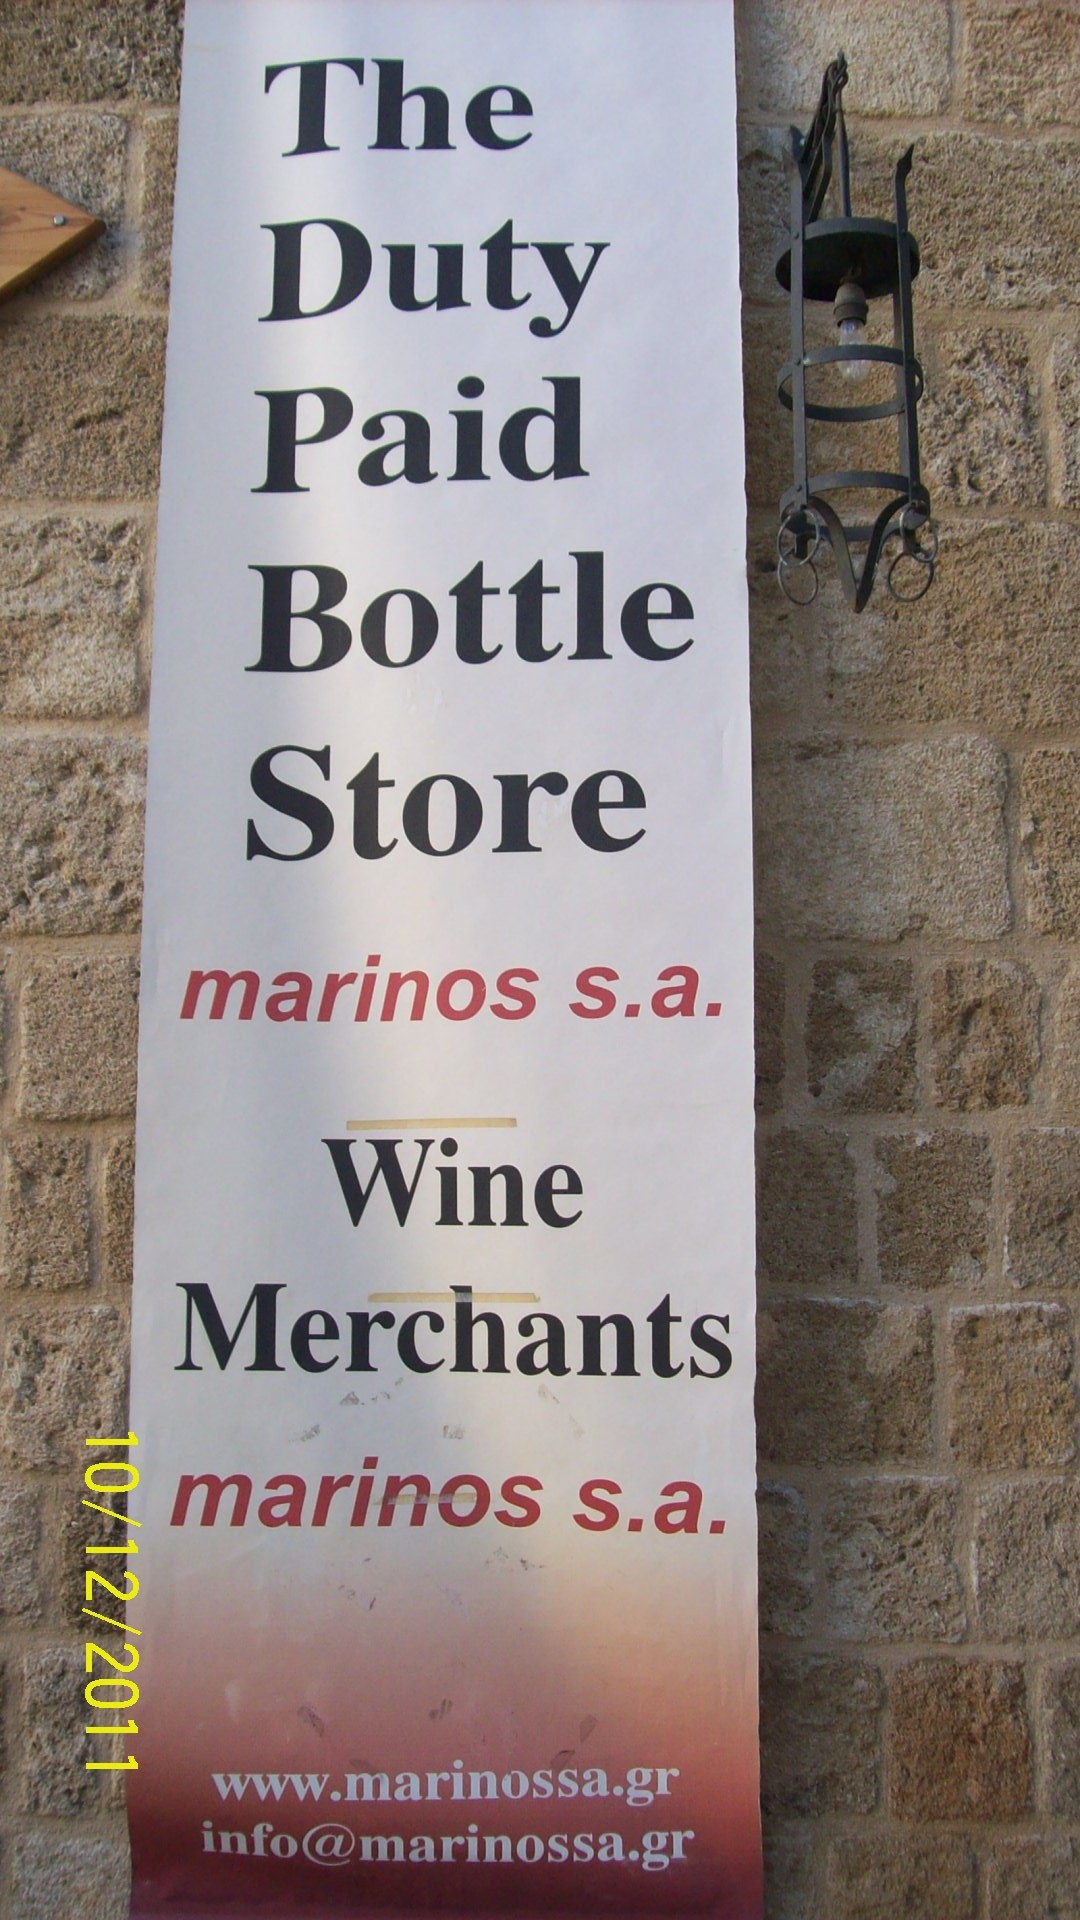 The
Duty
Paid
Bottle
Store
marinos s.a.
Wine
Merchants
marinos s.a.
www.marinossa.gr
info@marinossa.gr
10/12/2011